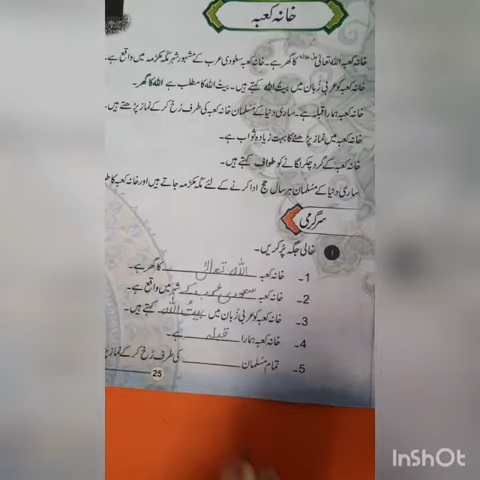 خانہ کعبہ
خانہ کعبہ اللہ تعالیٰ کا گھر ہے۔ خانہ کعبہ سعودی عرب کے مشہور شہر مکہ مکرمہ میں واقع ہے۔
خانہ کعبہ کو عربی زبان میں بیتُ اللہ کہتے ہیں۔ بیتُ اللہ کا مطلب ہے اللہ کا گھر۔
خانہ کعبہ ہمارا قبلہ ہے۔ ساری دنیا کے مسلمان خانہ کعبہ کی طرف رُخ کر کے نماز پڑھتے ہیں۔
خانہ کعبہ میں نماز پڑھنے کا بہت زیادہ ثواب ہے۔
خانہ کعبہ کے گرد چکر لگانے کو طواف کہتے ہیں۔
ساری دنیا کے مسلمان ہر سال حج ادا کرنے کے لئے مکہ مکرمہ جاتے ہیں اور خانہ کعبہ کا
سرگرمی
۱ خالی جگہ پُر کریں۔
1۔ خانہ کعبہ اللہ تعالیٰ کا گھر ہے۔
2۔ خانہ کعبہ سعودی عرب کے شہر میں واقع ہے۔
3۔ خانہ کعبہ کو عربی زبان میں بیتُ اللہ کہتے ہیں۔
4۔ خانہ کعبہ ہمارا قبلہ ہے۔
5۔ تمام مسلمان ________ کی طرف رُخ کر کے نماز
25
InShOt